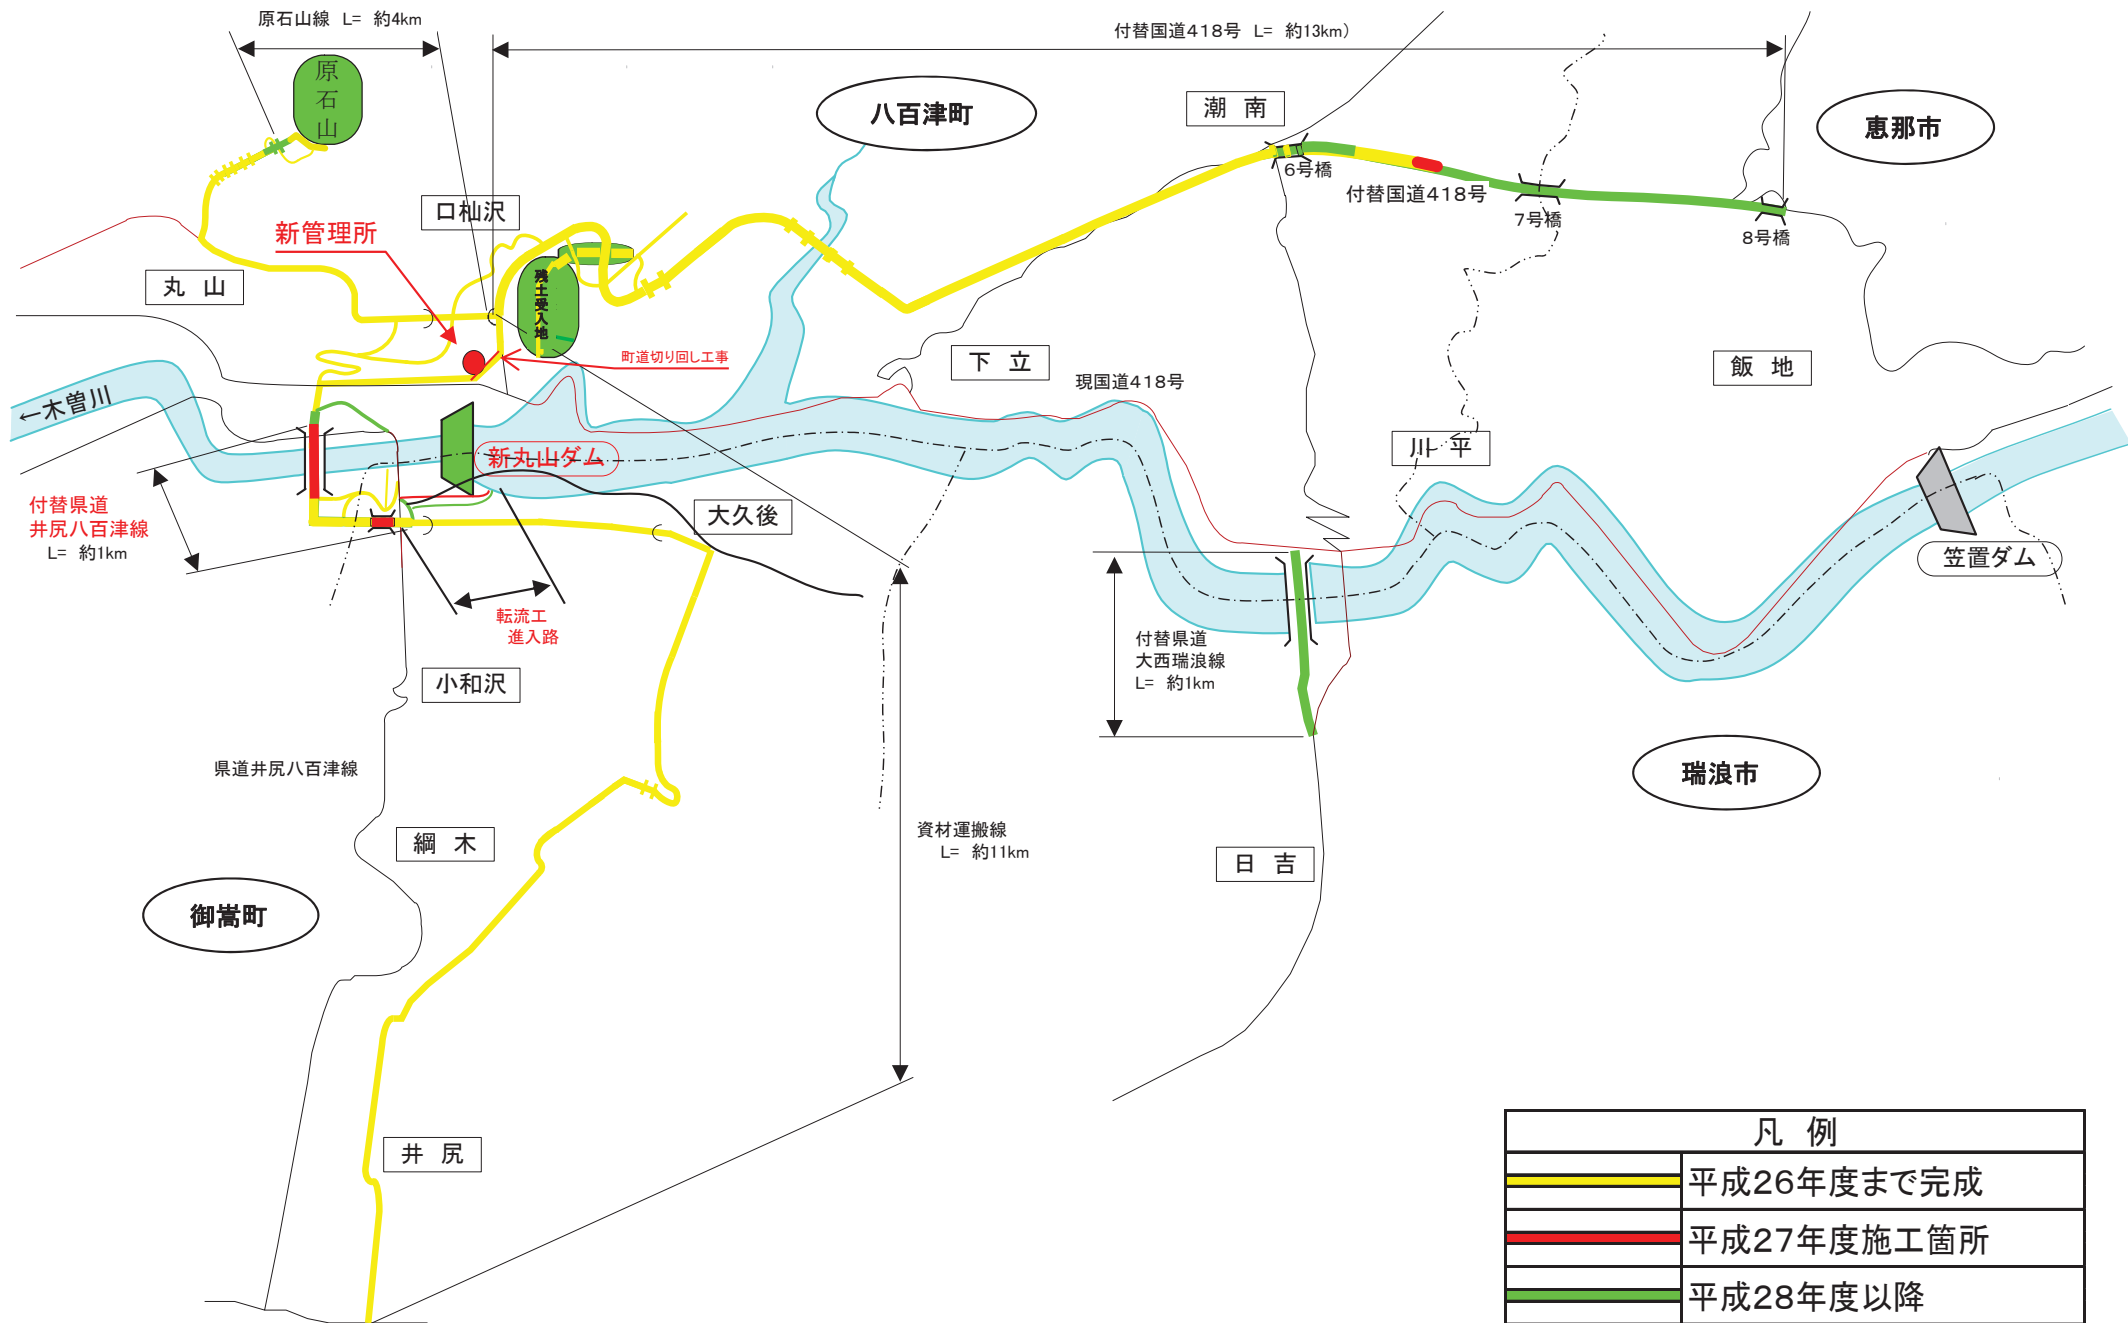 原石山線 L= 約4km
付替国道418号 L= 約13km)
原石山
八百津町
潮 南
恵那市
6号橋
付替国道418号
7号橋
8号橋
口杣沢
新管理所
丸 山
残土受入地
町道切り回し工事
下 立
現国道418号
飯 地
←木曽川
川 平
新丸山ダム
付替県道
井尻八百津線
L= 約1km
大久後
笠置ダム
転流工
進入路
付替県道
大西瑞浪線
L= 約1km
小和沢
県道井尻八百津線
瑞浪市
資材運搬線
L= 約11km
綱 木
日 吉
御嵩町
井 尻
凡 例
平成26年度まで完成
平成27年度施工箇所
平成28年度以降